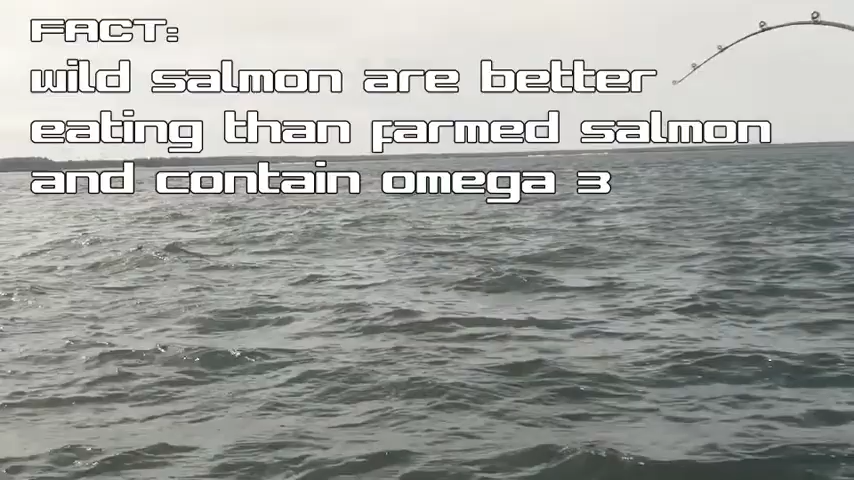 FACT:
wild salmon are better
eating than farmed salmon
and contain omega 3